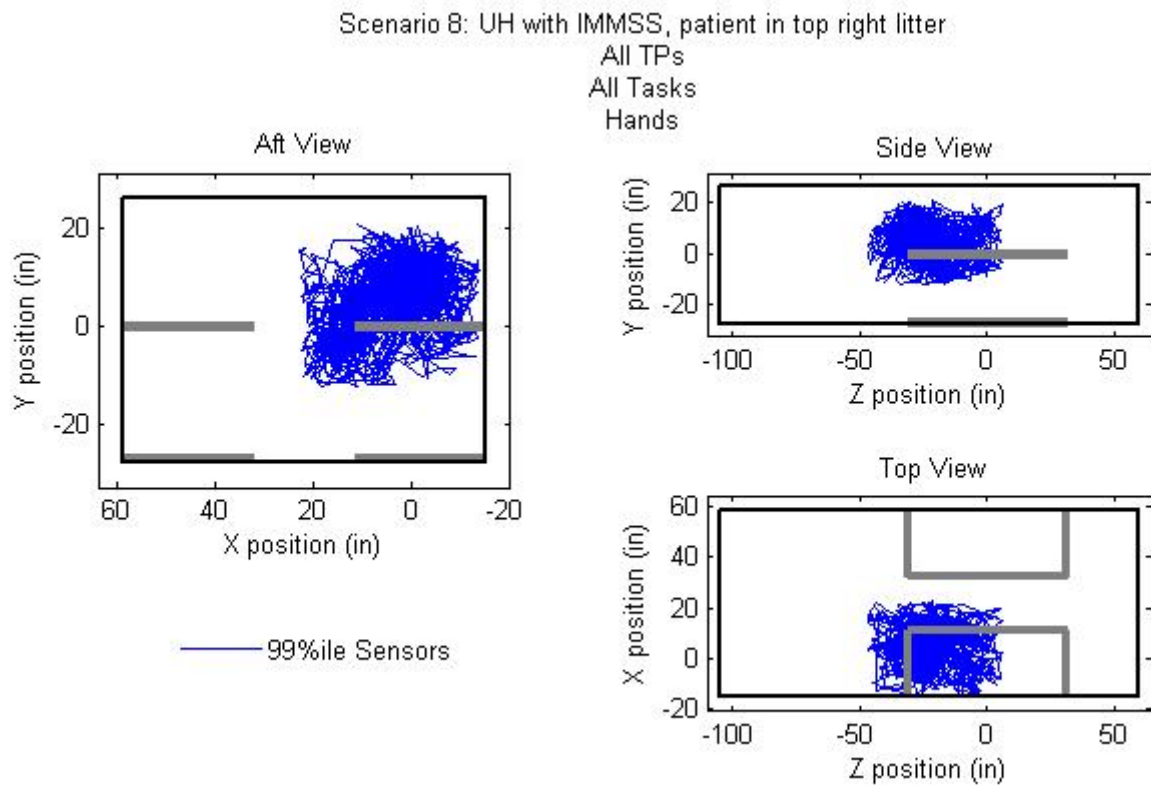 Scenario 8: UH with IMMSS, patient in top right litter
All TPs
All Tasks
Hands
Aft View
Y position (in)
20
0
-20
60 40 20 0 -20
X position (in)
99%ile Sensors
Side View
Y position (in)
20
0
-20
-100 -50 0 50
Z position (in)
Top View
X position (in)
60
40
20
0
-20
-100 -50 0 50
Z position (in)